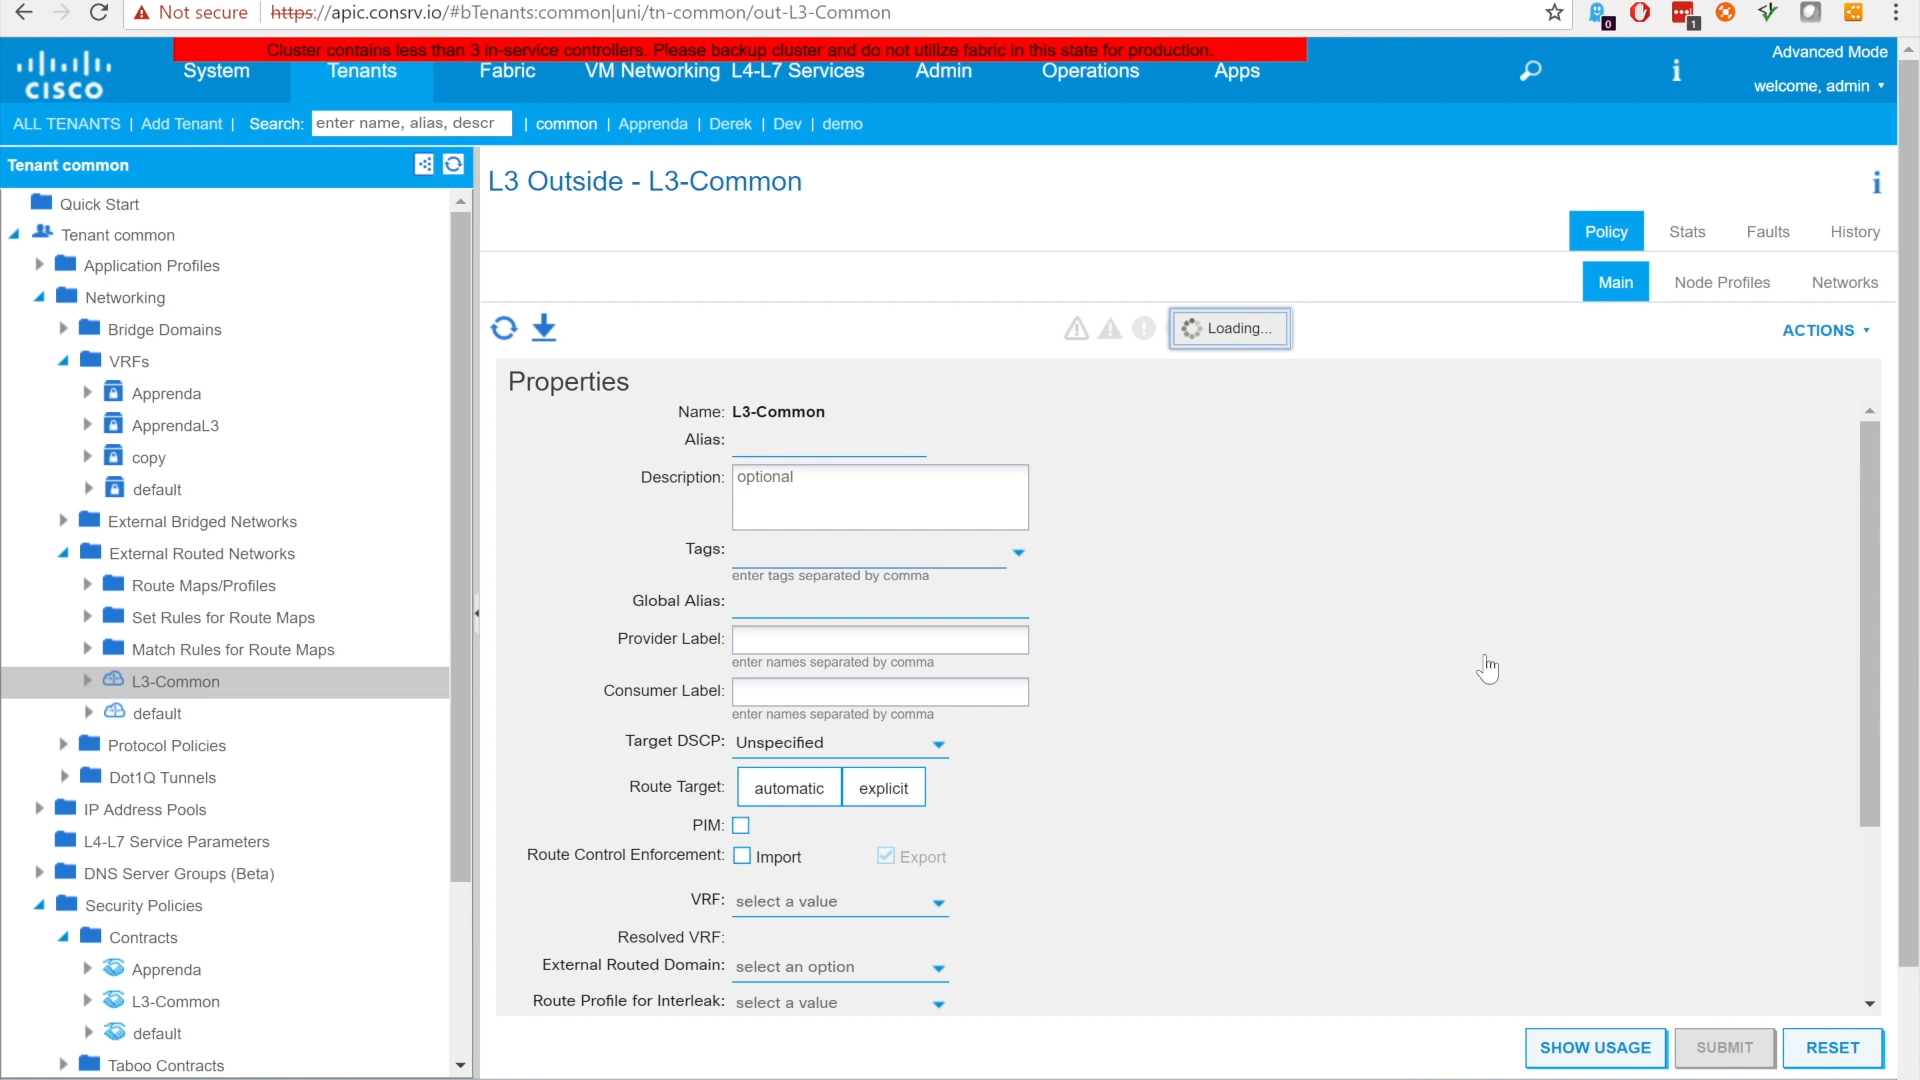 Not secure | https://apic.consrv.io/#bTenants:common|uni/tn-common/out-L3-Common
0
1
Cluster contains less than 3 in-service controllers. Please backup cluster and do not utilize fabric in this state for production.
CISCO
System Tenants Fabric VM Networking L4-L7 Services Admin Operations Apps
i
Advanced Mode
welcome, admin
ALL TENANTS | Add Tenant | Search: enter name, alias, descr | common | Apprenda | Derek | Dev | demo
Tenant common
Quick Start
Tenant common
Application Profiles
Networking
Bridge Domains
VRFs
Apprenda
ApprendaL3
copy
default
External Bridged Networks
External Routed Networks
Route Maps/Profiles
Set Rules for Route Maps
Match Rules for Route Maps
L3-Common
default
Protocol Policies
Dot1Q Tunnels
IP Address Pools
L4-L7 Service Parameters
DNS Server Groups (Beta)
Security Policies
Contracts
Apprenda
L3-Common
default
Taboo Contracts
L3 Outside - L3-Common
i
Policy Stats Faults History
Main Node Profiles Networks
Loading...
ACTIONS
Properties
Name: L3-Common
Alias:
Description: optional
Tags:
enter tags separated by comma
Global Alias:
Provider Label:
enter names separated by comma
Consumer Label:
enter names separated by comma
Target DSCP: Unspecified
Route Target: automatic explicit
PIM:
Route Control Enforcement: Import Export
VRF: select a value
Resolved VRF:
External Routed Domain: select an option
Route Profile for Interleak: select a value
SHOW USAGE SUBMIT RESET